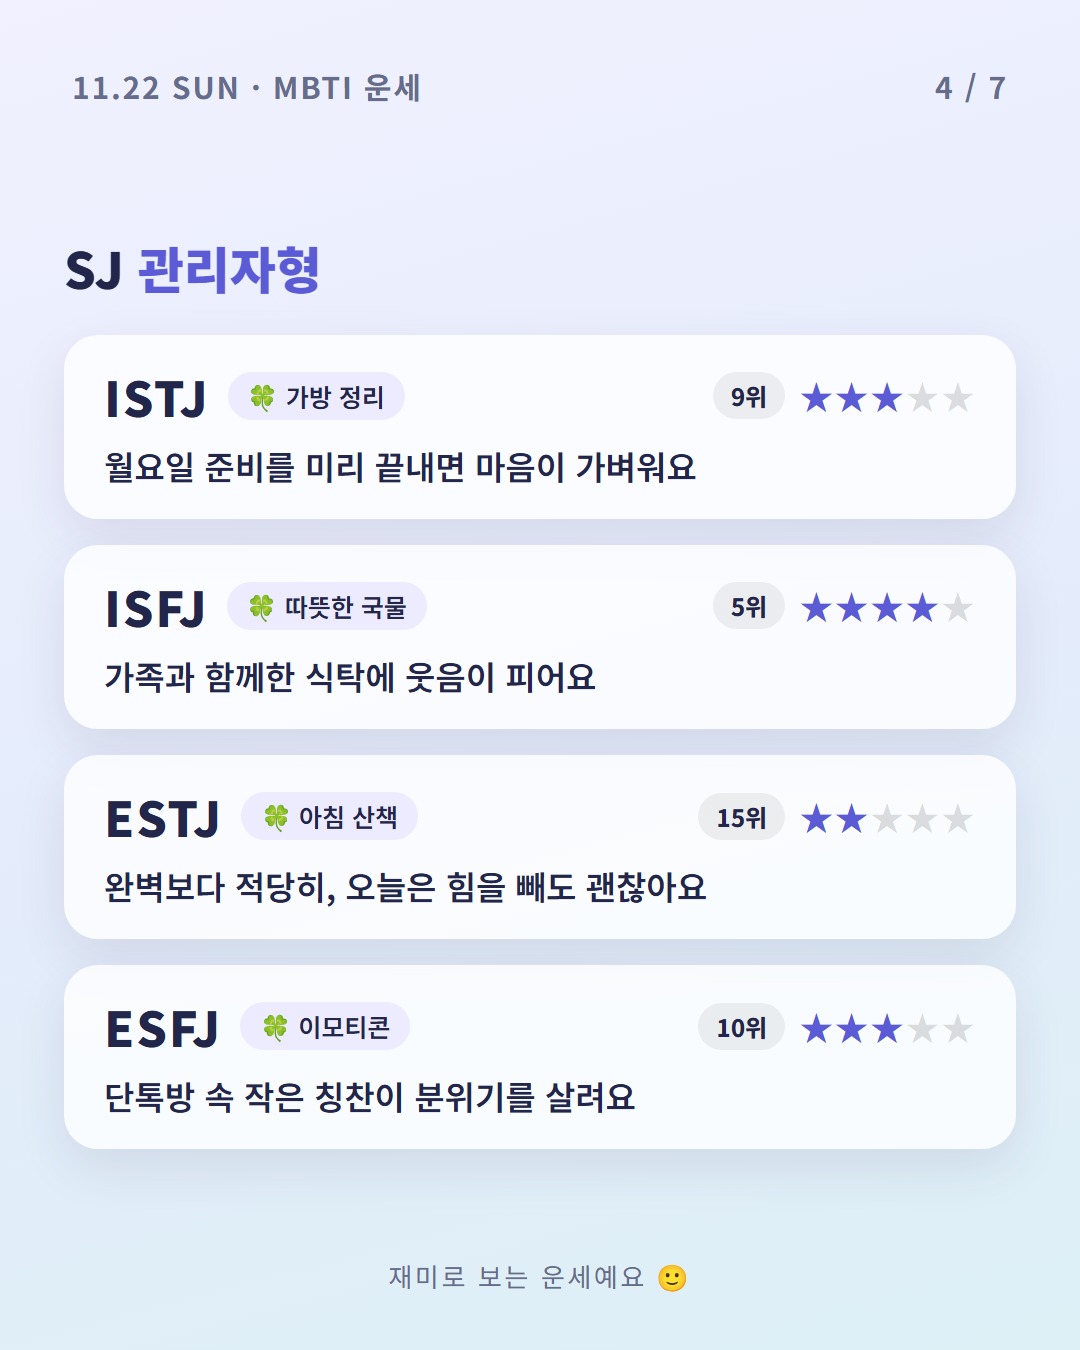 11.22 SUN · MBTI 운세
4 / 7
SJ 관리자형
ISTJ 🍀 가방 정리 9위 ★★★★★
월요일 준비를 미리 끝내면 마음이 가벼워요
ISFJ 🍀 따뜻한 국물 5위 ★★★★★
가족과 함께한 식탁에 웃음이 피어요
ESTJ 🍀 아침 산책 15위 ★★★★★
완벽보다 적당히, 오늘은 힘을 빼도 괜찮아요
ESFJ 🍀 이모티콘 10위 ★★★★★
단톡방 속 작은 칭찬이 분위기를 살려요
재미로 보는 운세예요 🙂